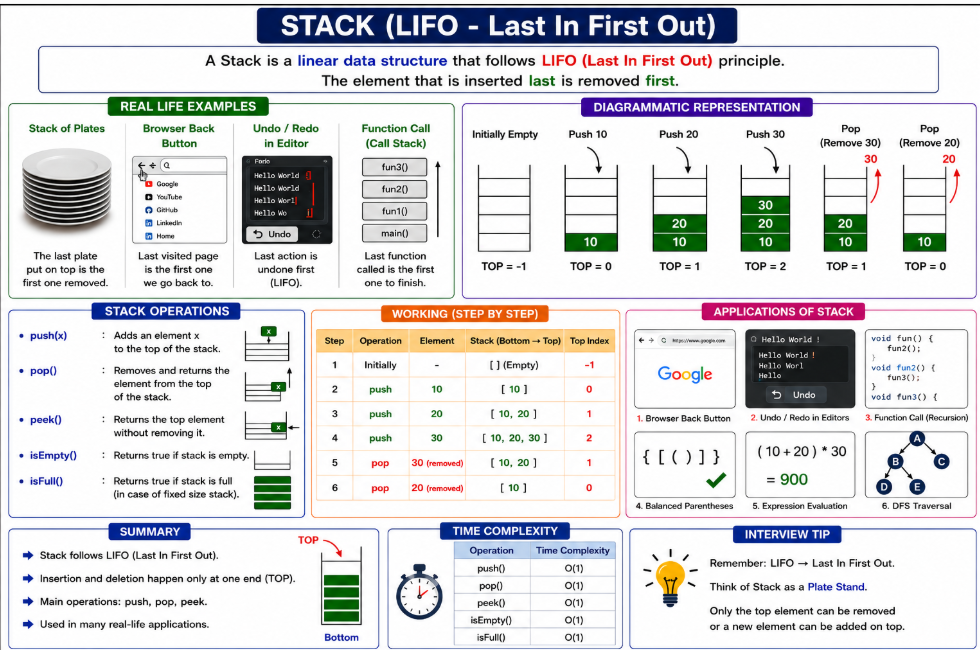 STACK (LIFO - Last In First Out)
A Stack is a linear data structure that follows LIFO (Last In First Out) principle.
The element that is inserted last is removed first.
REAL LIFE EXAMPLES
Stack of Plates
The last plate
put on top is the
first one removed.
Browser Back
Button
Google
YouTube
GitHub
LinkedIn
Home
Last visited page
is the first one
we go back to.
Undo / Redo
in Editor
Hello World
Hello World
Hello Worl
Hello Wo
Undo
Last action is
undone first
(LIFO).
Function Call
(Call Stack)
fun3()
fun2()
fun1()
main()
Last function
called is the first
one to finish.
DIAGRAMMATIC REPRESENTATION
Initially Empty
TOP = -1
Push 10
10
TOP = 0
Push 20
20
10
TOP = 1
Push 30
30
20
10
TOP = 2
Pop
(Remove 30)
30
20
10
TOP = 1
Pop
(Remove 20)
20
10
TOP = 0
STACK OPERATIONS
• push(x) : Adds an element x
to the top of the stack.
x
• pop() : Removes and returns the
element from the top
of the stack.
x
• peek() : Returns the top element
without removing it.
x
• isEmpty() : Returns true if stack is empty.
• isFull() : Returns true if stack is full
(in case of fixed size stack).
WORKING (STEP BY STEP)
Step Operation Element Stack (Bottom → Top) Top Index
1 Initially - [ ] (Empty) -1
2 push 10 [ 10 ] 0
3 push 20 [ 10, 20 ] 1
4 push 30 [ 10, 20, 30 ] 2
5 pop 30 (removed) [ 10, 20 ] 1
6 pop 20 (removed) [ 10 ] 0
APPLICATIONS OF STACK
https://www.google.com
Google
1. Browser Back Button
Hello World !
Hello World !
Hello Worl
Hello
Undo
2. Undo / Redo in Editors
void fun() {
fun2();
}
void fun2() {
fun3();
}
void fun3() {
3. Function Call (Recursion)
{ [ ( ) ] }
4. Balanced Parentheses
( 10 + 20 ) * 30
= 900
5. Expression Evaluation
A
B
C
D
E
6. DFS Traversal
SUMMARY
Stack follows LIFO (Last In First Out).
Insertion and deletion happen only at one end (TOP).
Main operations: push, pop, peek.
Used in many real-life applications.
TOP
Bottom
TIME COMPLEXITY
Operation Time Complexity
push() O(1)
pop() O(1)
peek() O(1)
isEmpty() O(1)
isFull() O(1)
INTERVIEW TIP
Remember: LIFO → Last In First Out.
Think of Stack as a Plate Stand.
Only the top element can be removed
or a new element can be added on top.